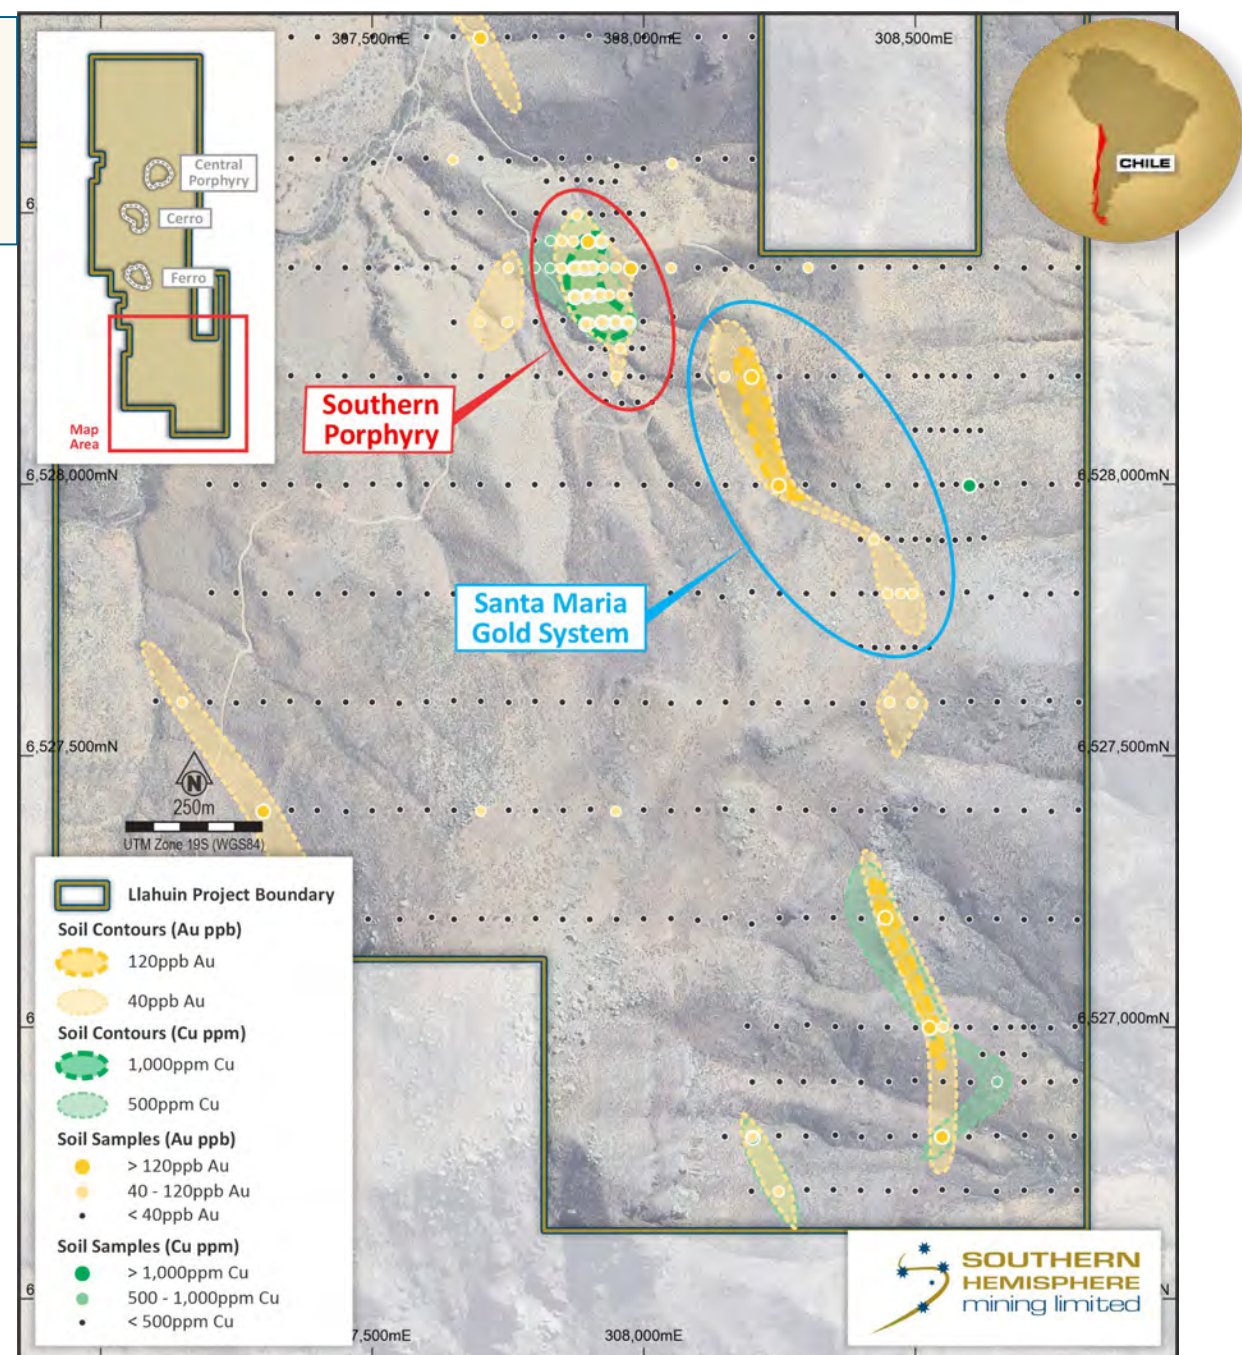 307,500mE
308,000mE
308,500mE
Central
Porphyry
Cerro
Ferro
Map
Area
CHILE
Southern
Porphyry
6,528,000mN
6,528,000mN
Santa Maria
Gold System
6,527,500mN
6,527,500mN
N
250m
UTM Zone 19S (WGS84)
Llahuin Project Boundary
Soil Contours (Au ppb)
120ppb Au
40ppb Au
Soil Contours (Cu ppm)
1,000ppm Cu
500ppm Cu
Soil Samples (Au ppb)
> 120ppb Au
40 - 120ppb Au
< 40ppb Au
Soil Samples (Cu ppm)
> 1,000ppm Cu
500 - 1,000ppm Cu
< 500ppm Cu
6,527,000mN
SOUTHERN
HEMISPHERE
mining limited
7,500mE
308,000mE